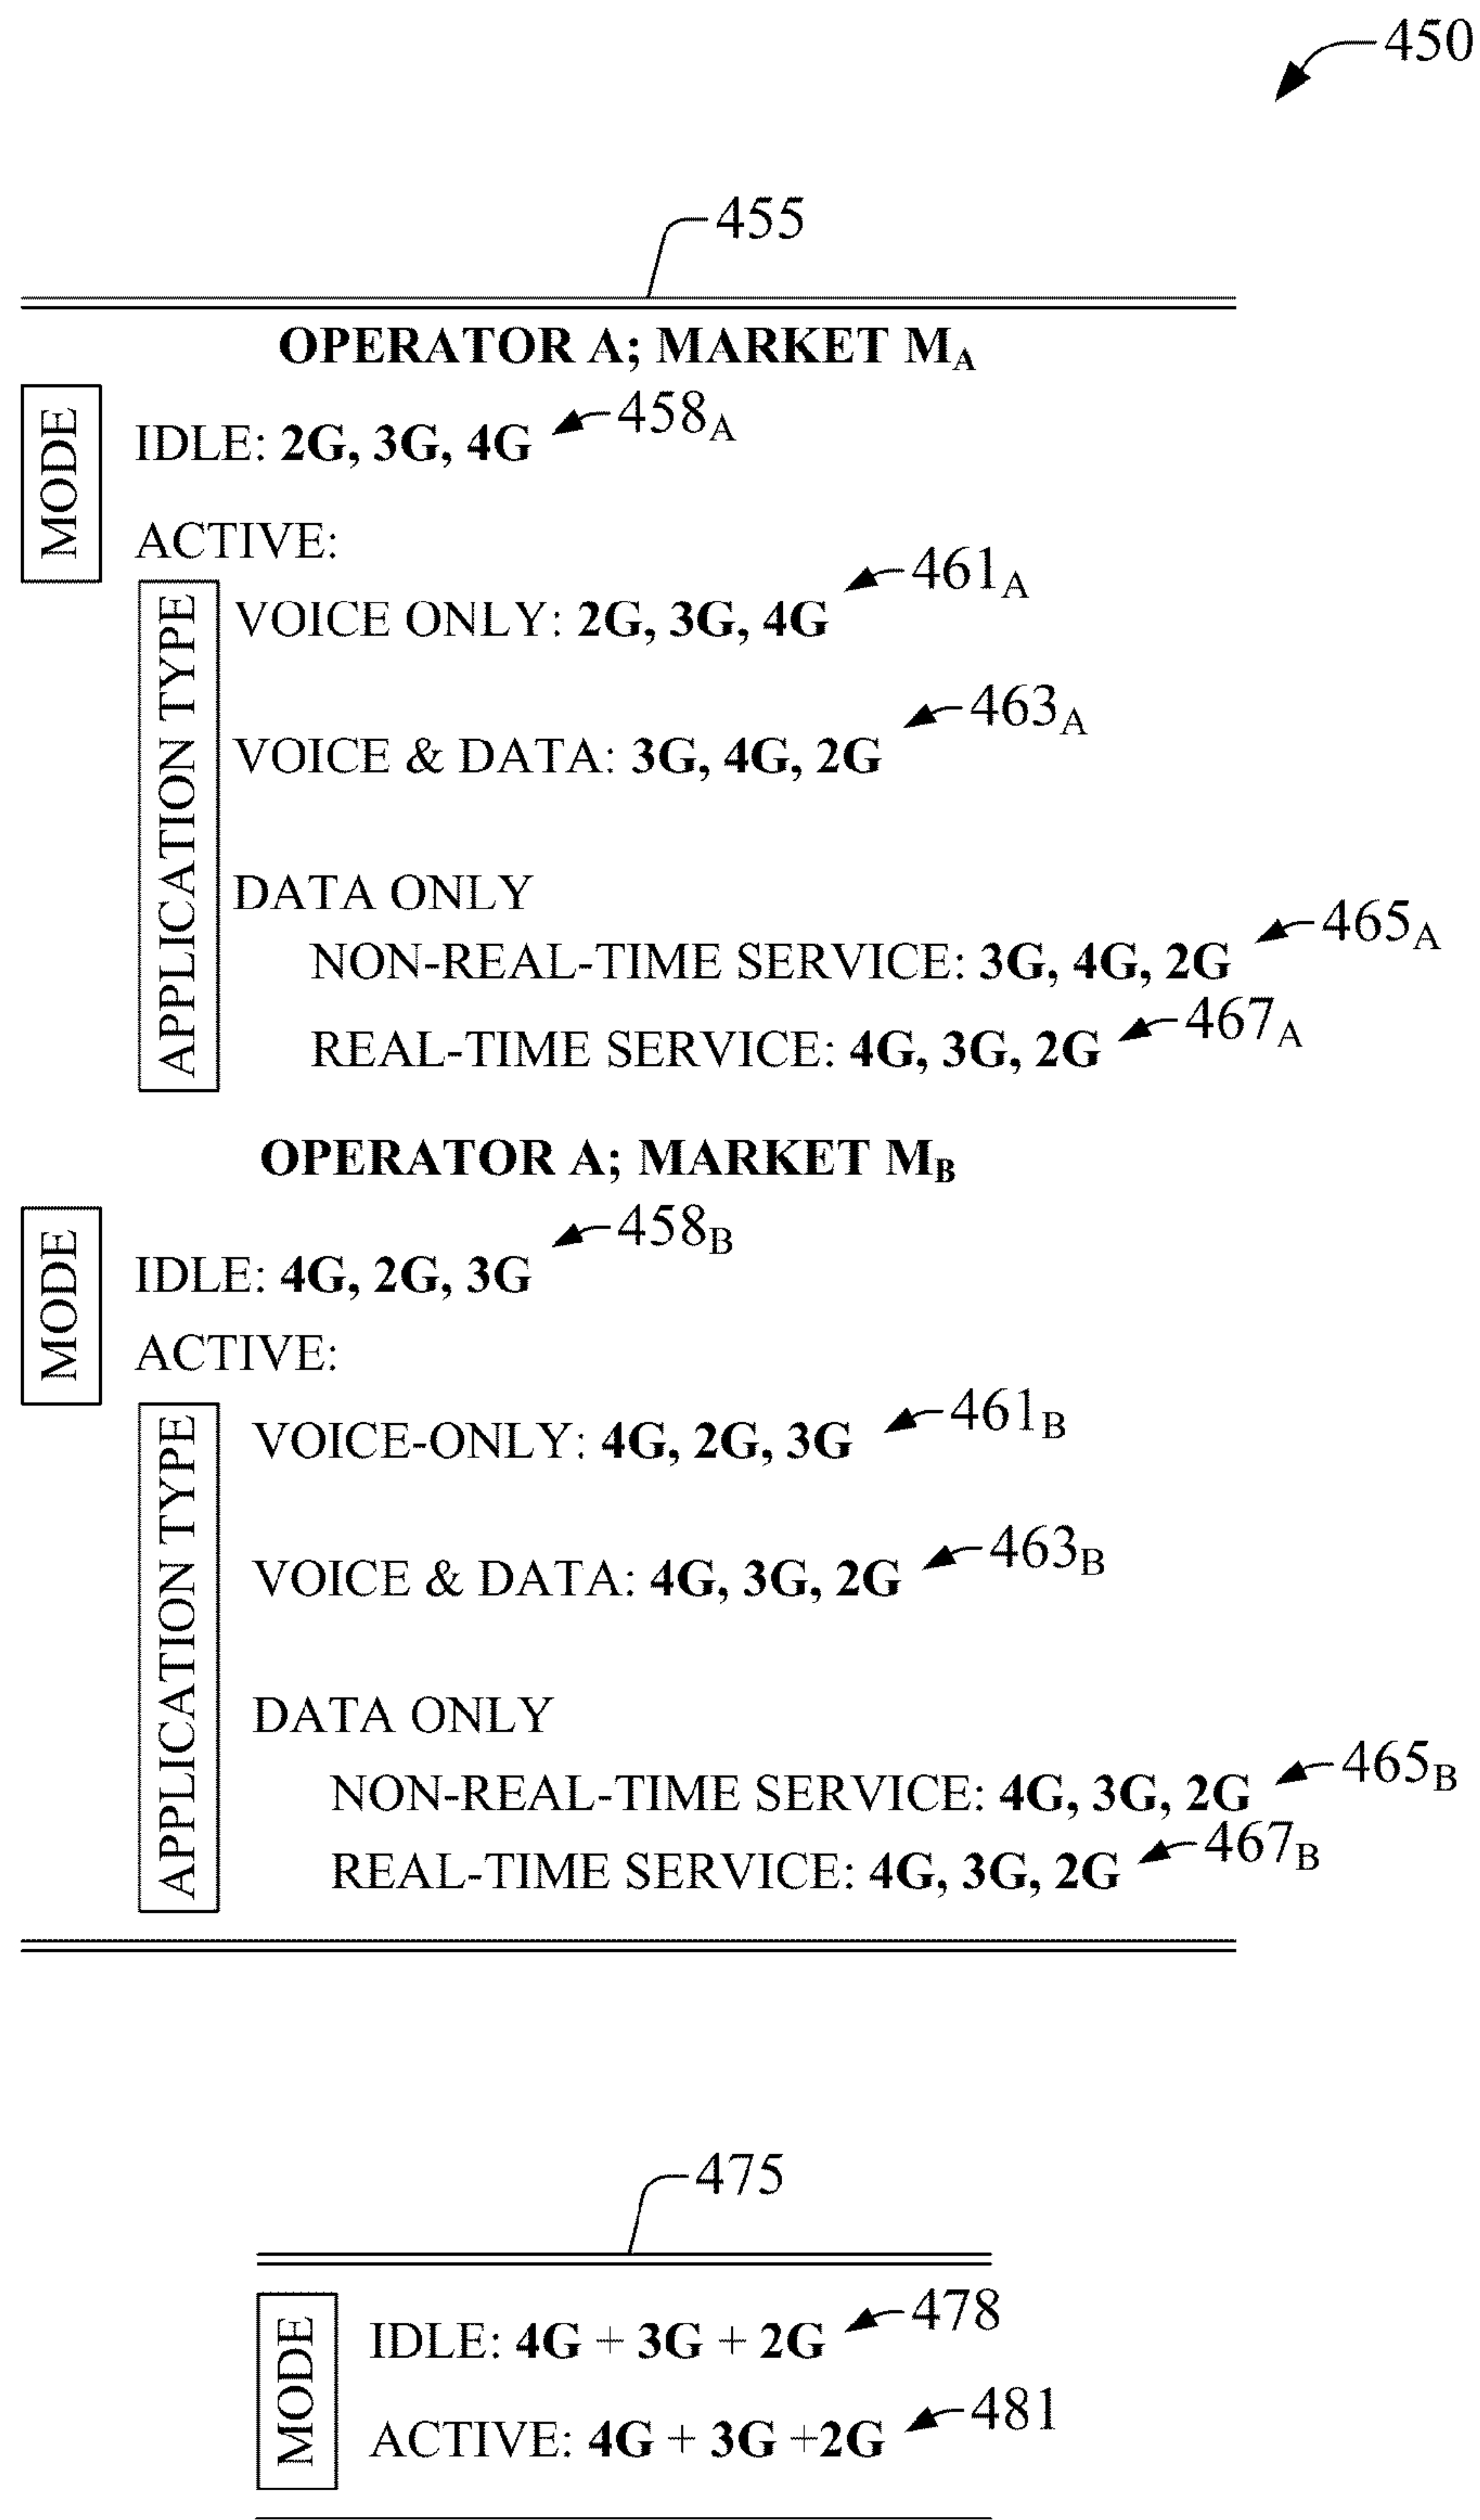 450
455
OPERATOR A; MARKET MA
MODE
IDLE: 2G, 3G, 4G 458A
ACTIVE:
APPLICATION TYPE
VOICE ONLY: 2G, 3G, 4G 461A
VOICE & DATA: 3G, 4G, 2G 463A
DATA ONLY
NON-REAL-TIME SERVICE: 3G, 4G, 2G 465A
REAL-TIME SERVICE: 4G, 3G, 2G 467A
OPERATOR A; MARKET MB
MODE
IDLE: 4G, 2G, 3G 458B
ACTIVE:
APPLICATION TYPE
VOICE-ONLY: 4G, 2G, 3G 461B
VOICE & DATA: 4G, 3G, 2G 463B
DATA ONLY
NON-REAL-TIME SERVICE: 4G, 3G, 2G 465B
REAL-TIME SERVICE: 4G, 3G, 2G 467B
475
MODE
IDLE: 4G + 3G + 2G 478
ACTIVE: 4G + 3G +2G 481